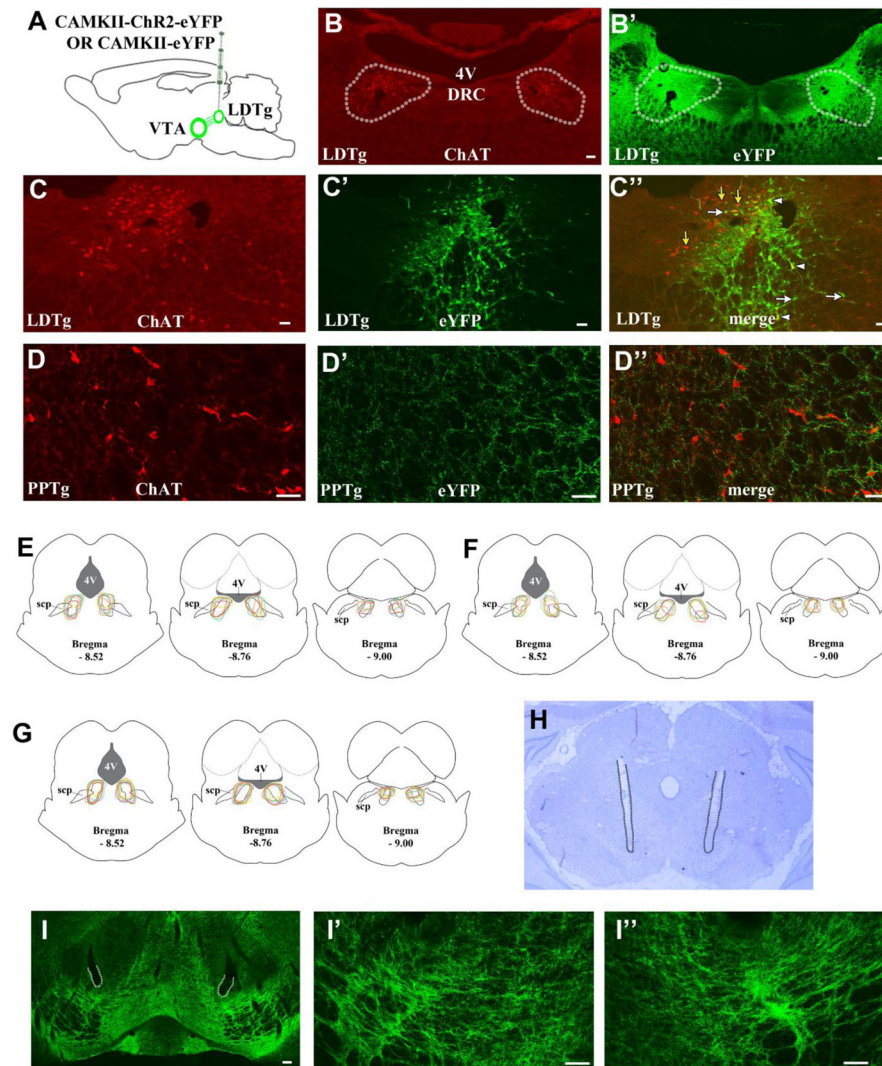 A
CAMKII-ChR2-eYFP
OR CAMKII-eYFP
LDTg
VTA
B
4V
DRC
LDTg
ChAT
B'
LDTg
eYFP
C
LDTg
ChAT
C'
LDTg
eYFP
C''
LDTg
merge
D
PPTg
ChAT
D'
PPTg
eYFP
D''
PPTg
merge
E
4V
scp
Bregma
- 8.52
4V
scp
Bregma
-8.76
scp
Bregma
- 9.00
F
4V
scp
Bregma
- 8.52
4V
scp
Bregma
-8.76
scp
Bregma
- 9.00
G
4V
scp
Bregma
- 8.52
4V
scp
Bregma
-8.76
scp
Bregma
- 9.00
H
I
I'
I''